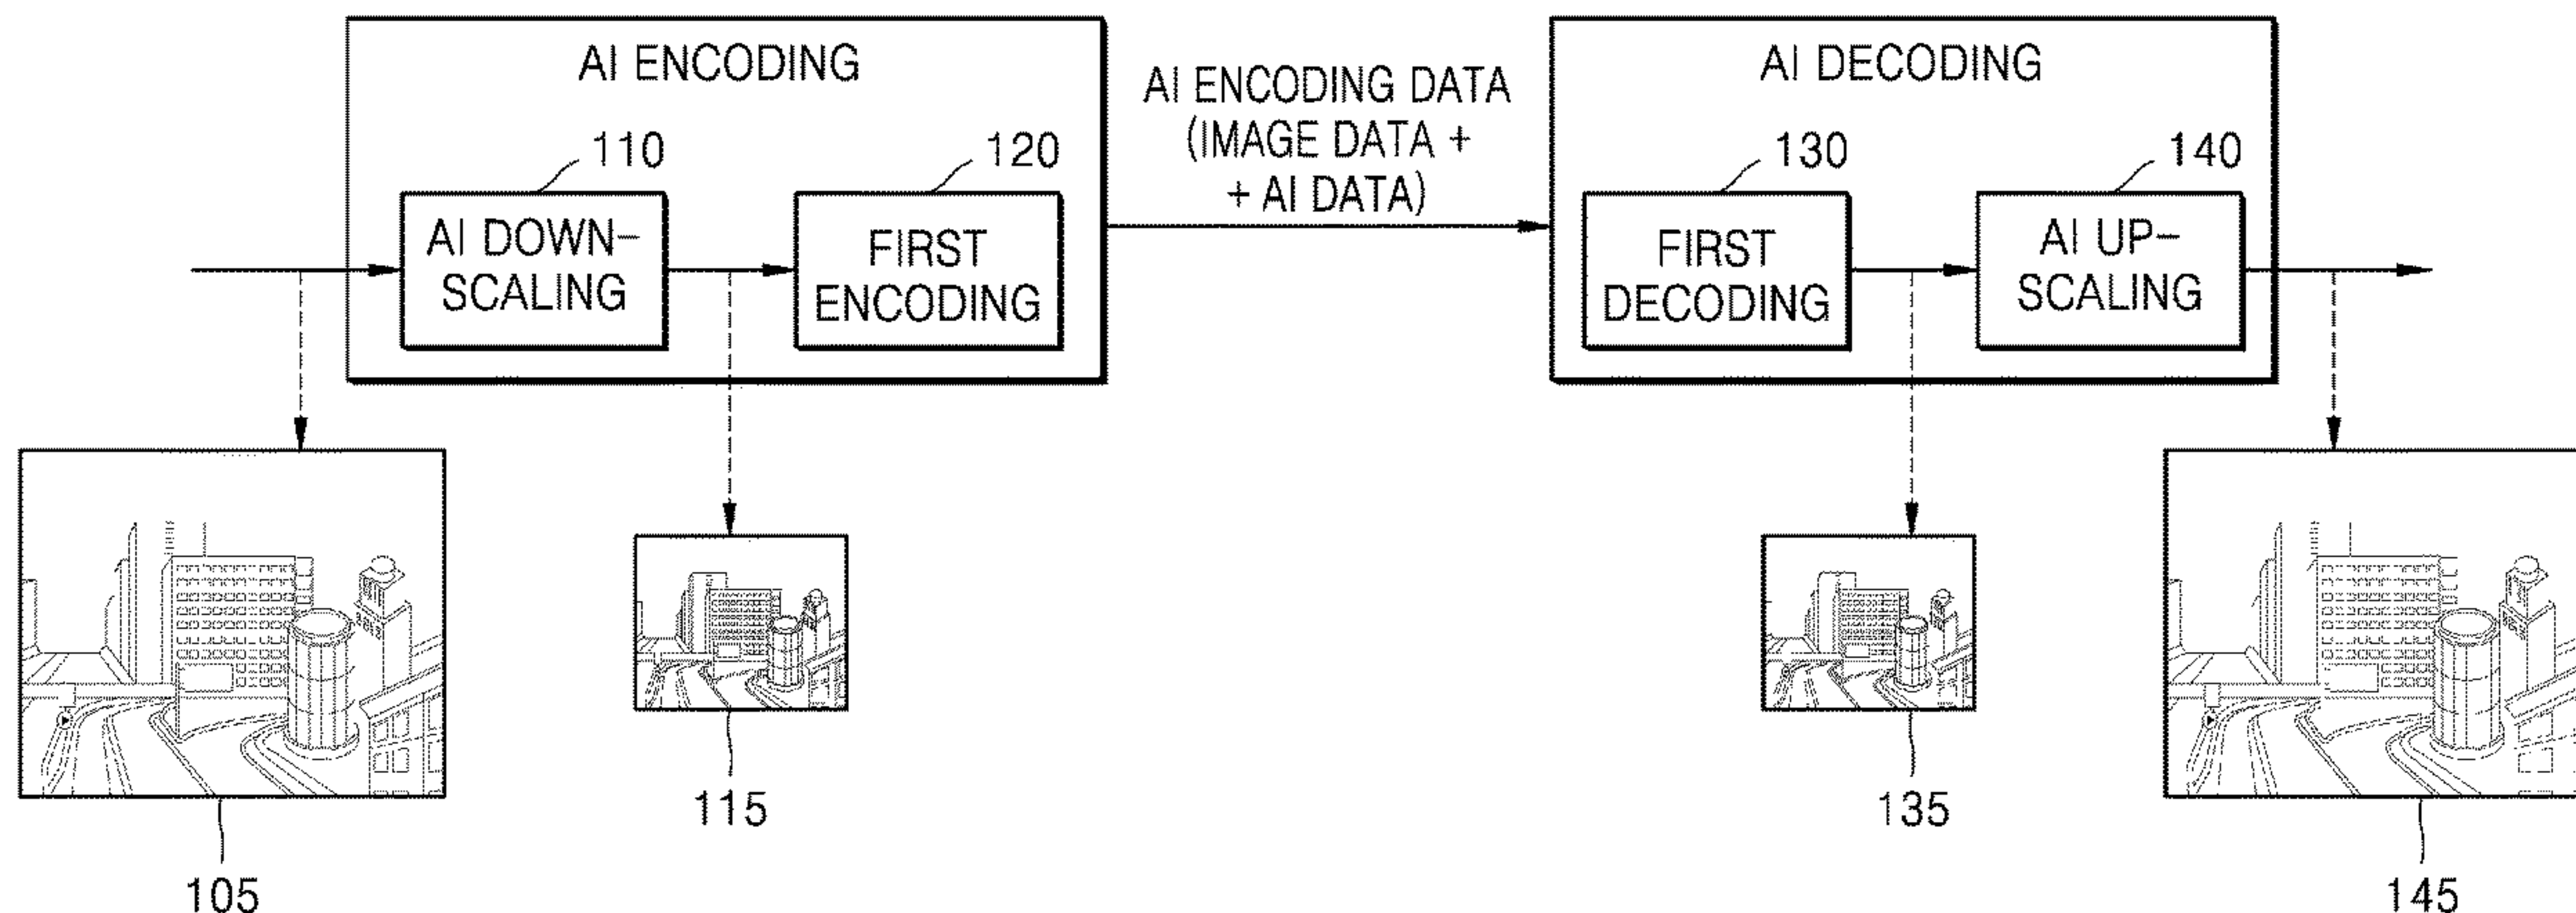 AI ENCODING
110
120
AI DOWN-
SCALING
FIRST
ENCODING
AI ENCODING DATA
(IMAGE DATA +
+ AI DATA)
AI DECODING
130
140
FIRST
DECODING
AI UP-
SCALING
105
115
135
145